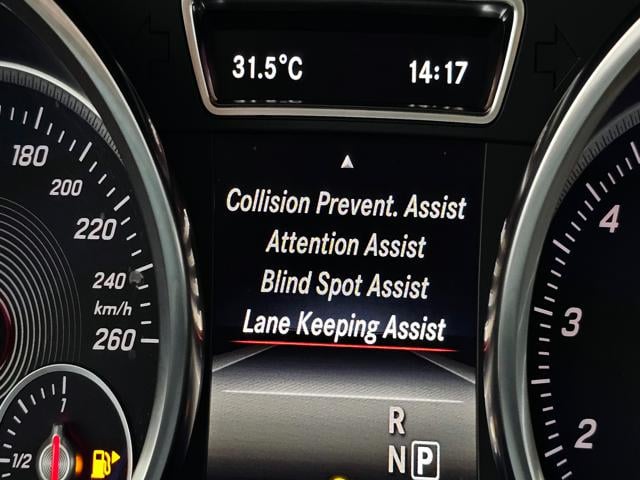 31.5°C 14:17
Collision Prevent. Assist
Attention Assist
Blind Spot Assist
Lane Keeping Assist
R
N P
180
200
220
240
km/h
260
1
1/2
4
3
2